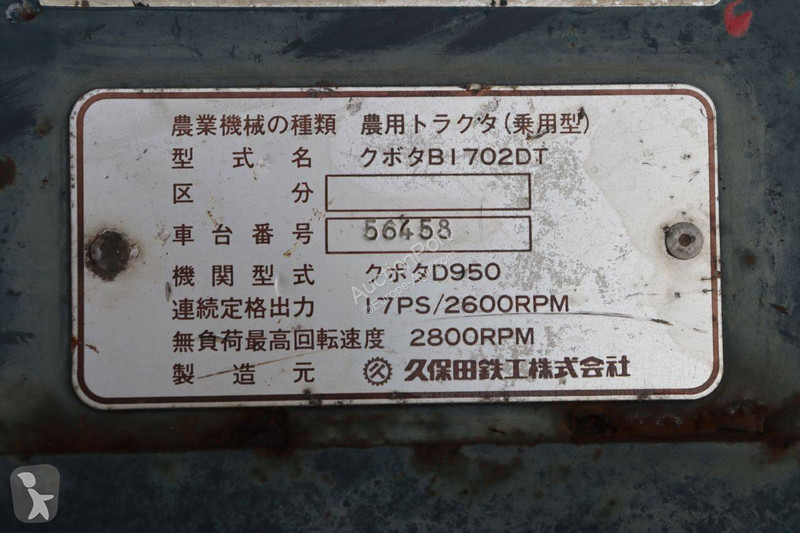 農業機械の種類 農用トラクタ(乗用型)
型式名 クボタB1702DT
区分
車台番号 56458
機関型式 クボタD950
連続定格出力 17PS/2600RPM
無負荷最高回転速度 2800RPM
製造元 久保田鉄工株式会社
AuctionPort